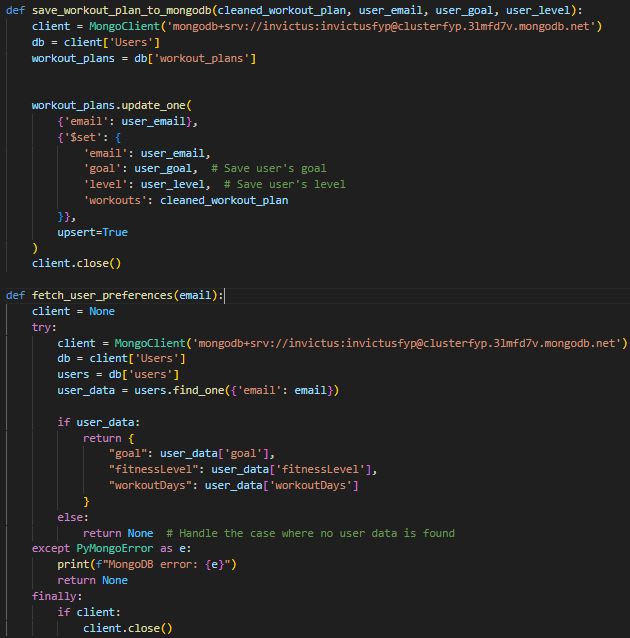 def save_workout_plan_to_mongodb(cleaned_workout_plan, user_email, user_goal, user_level):
    client = MongoClient('mongodb+srv://invictus:invictusfyp@clusterfyp.3lmfd7v.mongodb.net')
    db = client['Users']
    workout_plans = db['workout_plans']
    workout_plans.update_one(
        {'email': user_email},
        {'$set': {
            'email': user_email,
            'goal': user_goal,  # Save user's goal
            'level': user_level,  # Save user's level
            'workouts': cleaned_workout_plan
        }},
        upsert=True
    )
    client.close()
def fetch_user_preferences(email):
    client = None
    try:
        client = MongoClient('mongodb+srv://invictus:invictusfyp@clusterfyp.3lmfd7v.mongodb.net')
        db = client['Users']
        users = db['users']
        user_data = users.find_one({'email': email})
        if user_data:
            return {
                "goal": user_data['goal'],
                "fitnessLevel": user_data['fitnessLevel'],
                "workoutDays": user_data['workoutDays']
            }
        else:
            return None  # Handle the case where no user data is found
    except PyMongoError as e:
        print(f"MongoDB error: {e}")
        return None
    finally:
        if client:
            client.close()